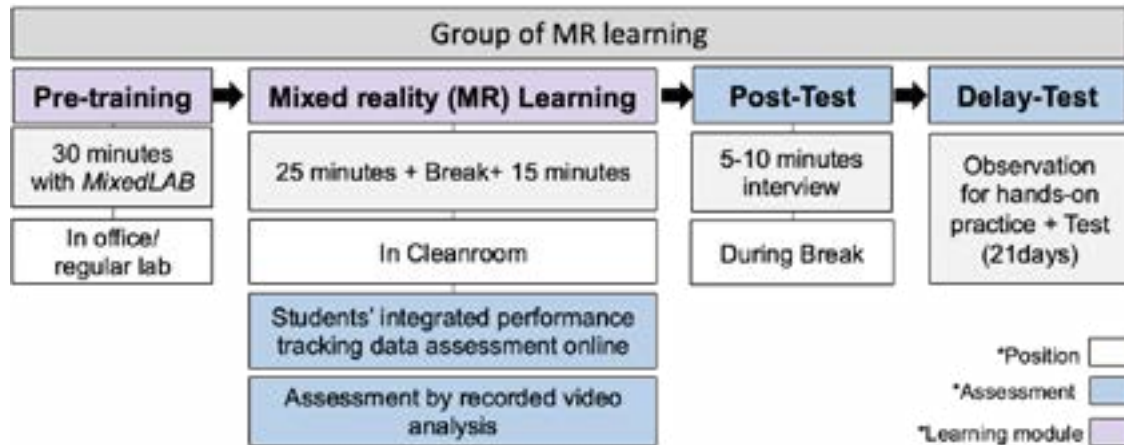 Group of MR learning
Pre-training
Mixed reality (MR) Learning
Post-Test
Delay-Test
30 minutes
with MixedLAB
25 minutes + Break+ 15 minutes
5-10 minutes
interview
Observation
for hands-on
practice + Test
(21days)
In office/
regular lab
In Cleanroom
During Break
Students' integrated performance
tracking data assessment online
Assessment by recorded video
analysis
*Position
*Assessment
*Learning module